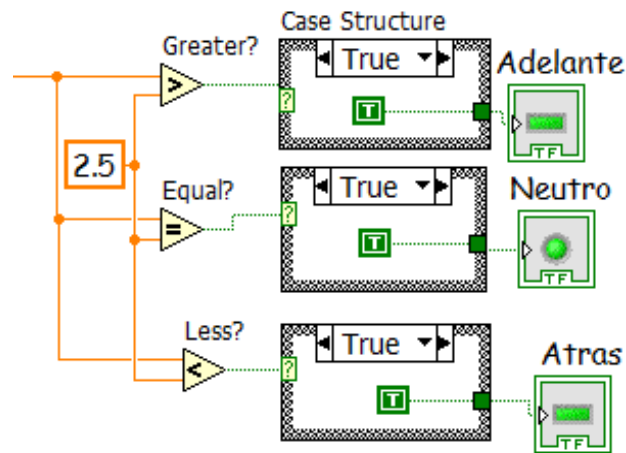 Case Structure
Greater?
True
Adelante
>
?
T
TF
2.5
Equal?
True
Neutro
=
?
T
TF
Less?
True
Atras
<
?
T
TF